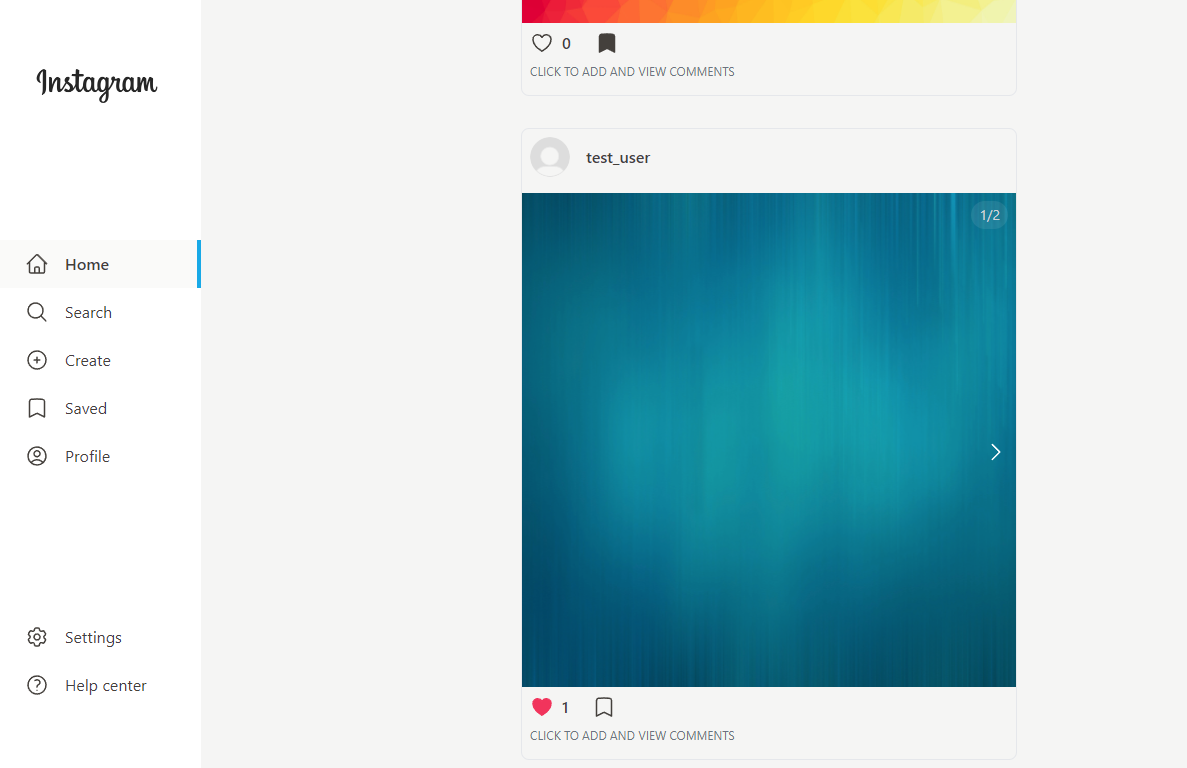 Instagram
Home
Search
Create
Saved
Profile
Settings
Help center
0
CLICK TO ADD AND VIEW COMMENTS
test_user
1/2
1
CLICK TO ADD AND VIEW COMMENTS